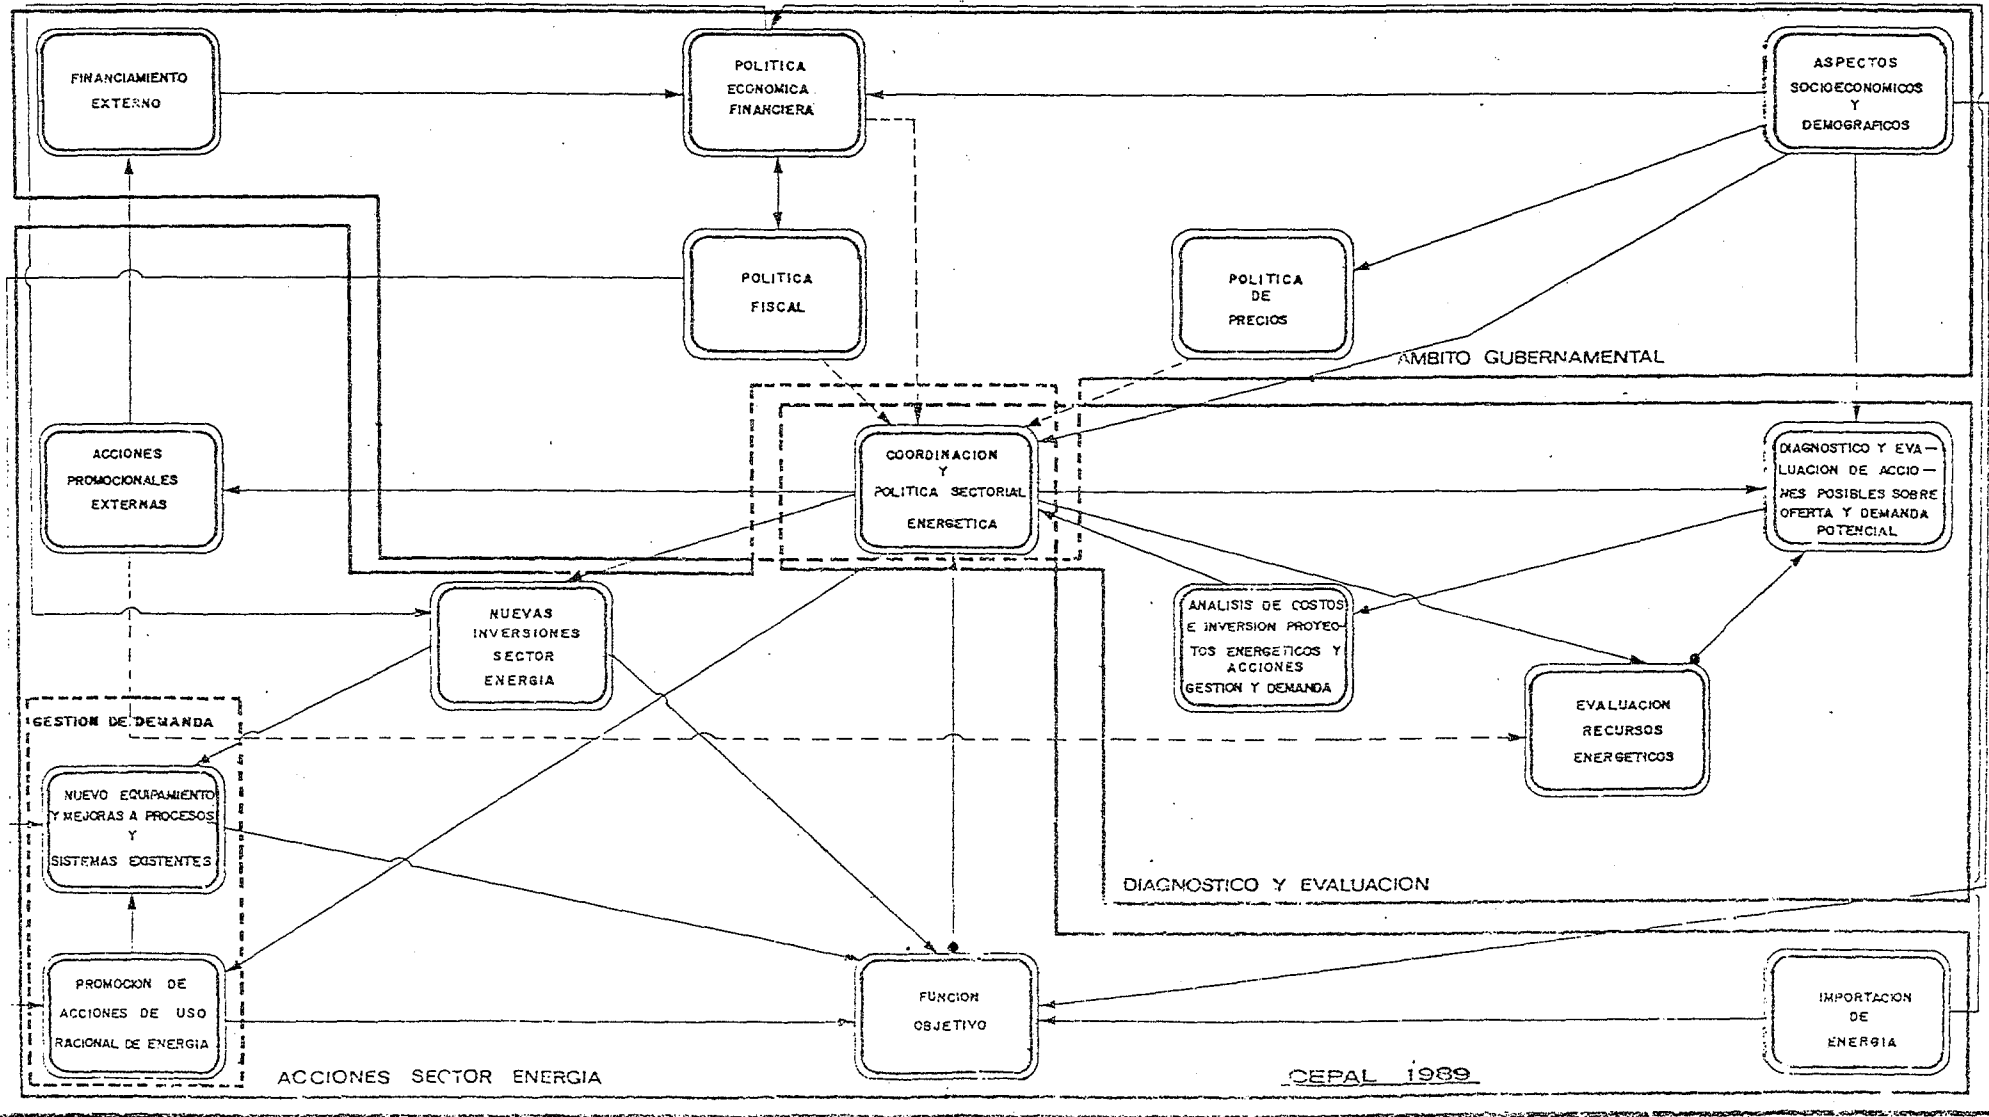 FINANCIAMIENTO
EXTERNO
POLITICA
ECONOMICA
FINANCIERA
ASPECTOS
SOCIOECONOMICOS
Y
DEMOGRAFICOS
POLITICA
FISCAL
POLITICA
DE
PRECIOS
AMBITO GUBERNAMENTAL
ACCIONES
PROMOCIONALES
EXTERNAS
COORDINACION
Y
POLITICA SECTORIAL
ENERGETICA
DIAGNOSTICO Y EVA-
LUACION DE ACCIO-
NES POSIBLES SOBRE
OFERTA Y DEMANDA
POTENCIAL
NUEVAS
INVERSIONES
SECTOR
ENERGIA
ANALISIS DE COSTOS
E INVERSION PROYEC-
TOS ENERGETICOS Y
ACCIONES
GESTION Y DEMANDA
EVALUACION
RECURSOS
ENERGETICOS
GESTION DE DEMANDA
NUEVO EQUIPAMIENTO
Y MEJORAS A PROCESOS
Y
SISTEMAS EXISTENTES
DIAGNOSTICO Y EVALUACION
PROMOCION DE
ACCIONES DE USO
RACIONAL DE ENERGIA
FUNCION
OBJETIVO
IMPORTACION
DE
ENERGIA
ACCIONES SECTOR ENERGIA
CEPAL 1989